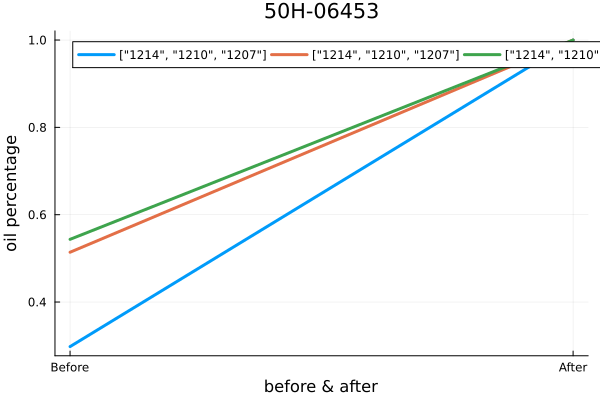 50H-06453
["1214", "1210", "1207"] ["1214", "1210", "1207"] ["1214", "1210"
1.0
0.8
0.6
0.4
oil percentage
Before After
before & after